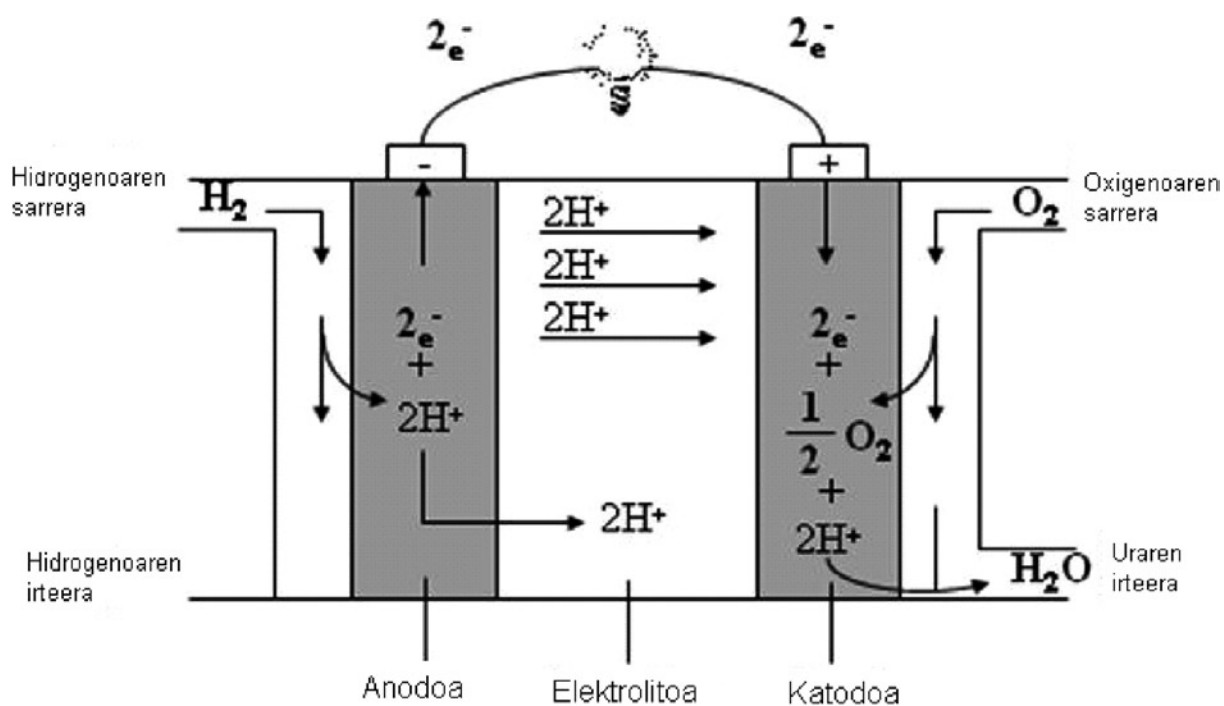 2e- 2e-
- +
Hidrogenoaren
sarrera
H2
Oxigenoaren
sarrera
O2
2H+
2H+
2H+
2e-
+
2H+
2e-
+
1/2 O2
+
2H+
2H+
Hidrogenoaren
irteera
H2O
Uraren
irteera
Anodoa Elektrolitoa Katodoa